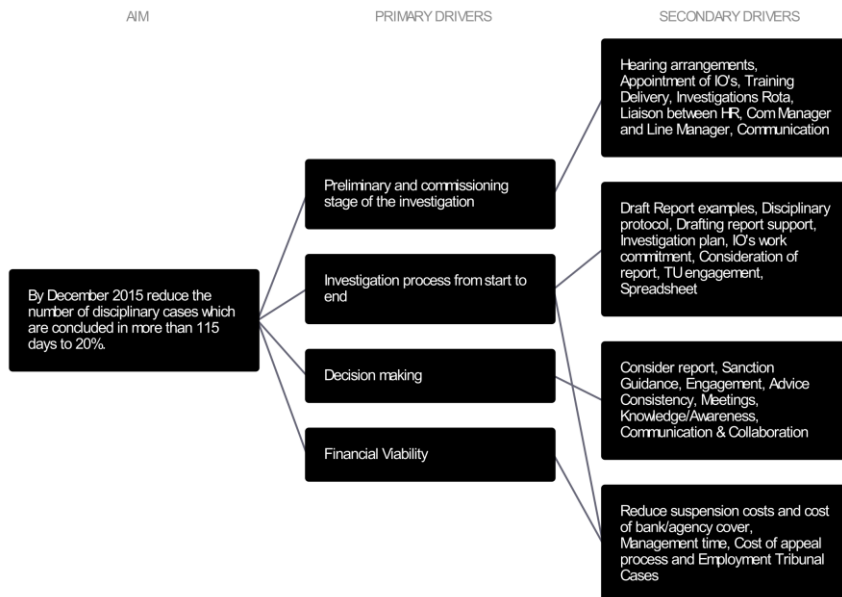 AIM
PRIMARY DRIVERS
SECONDARY DRIVERS
By December 2015 reduce the
number of disciplinary cases which
are concluded in more than 115
days to 20%.
Preliminary and commissioning
stage of the investigation
Investigation process from start to
end
Decision making
Financial Viability
Hearing arrangements,
Appointment of IO's, Training
Delivery, Investigations Rota,
Liaison between HR, Com Manager
and Line Manager, Communication
Draft Report examples, Disciplinary
protocol, Drafting report support,
Investigation plan, IO's work
commitment, Consideration of
report, TU engagement,
Spreadsheet
Consider report, Sanction
Guidance, Engagement, Advice
Consistency, Meetings,
Knowledge/Awareness,
Communication & Collaboration
Reduce suspension costs and cost
of bank/agency cover,
Management time, Cost of appeal
process and Employment Tribunal
Cases